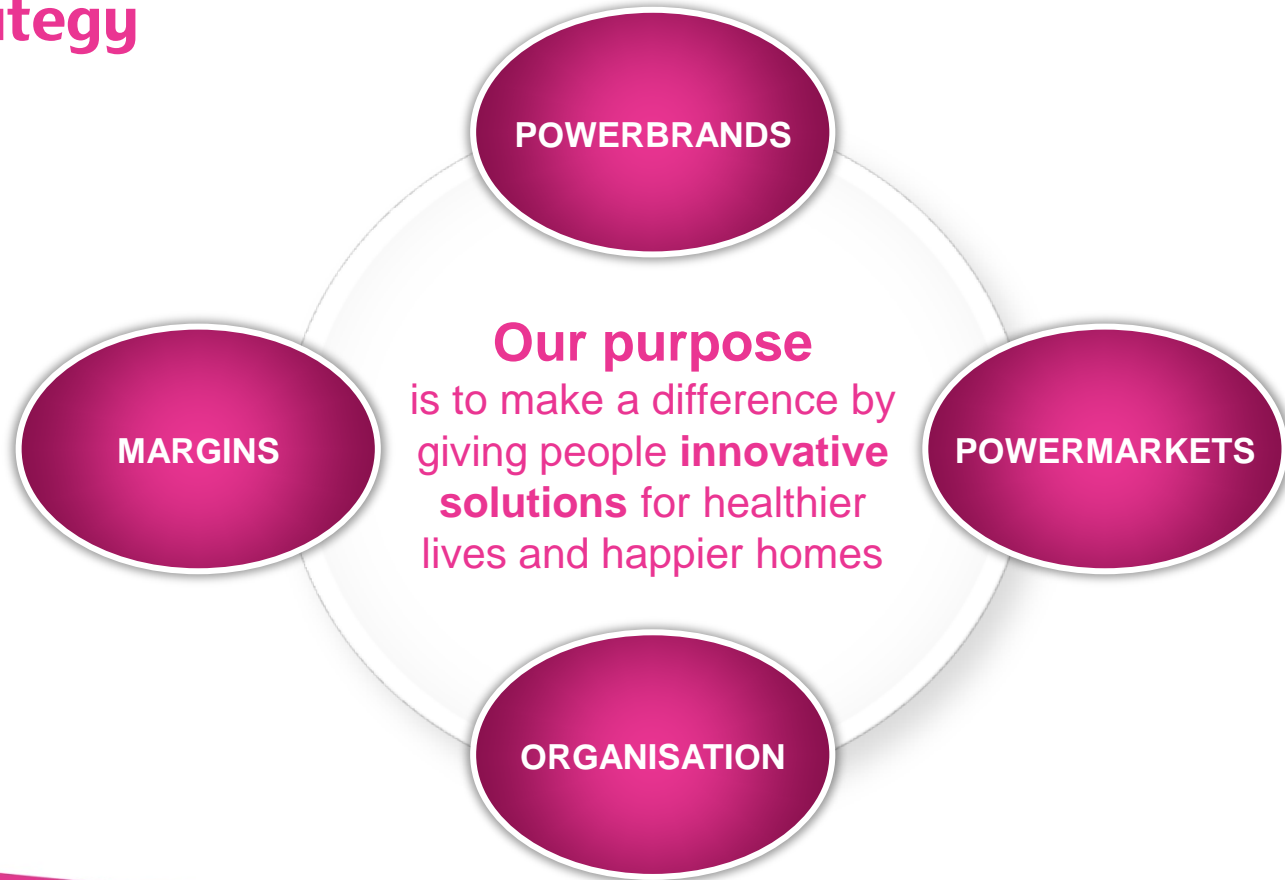 ategy
POWERBRANDS
Our purpose
is to make a difference by
MARGINS
giving people innovative
POWERMARKETS
solutions for healthier
lives and happier homes
ORGANISATION